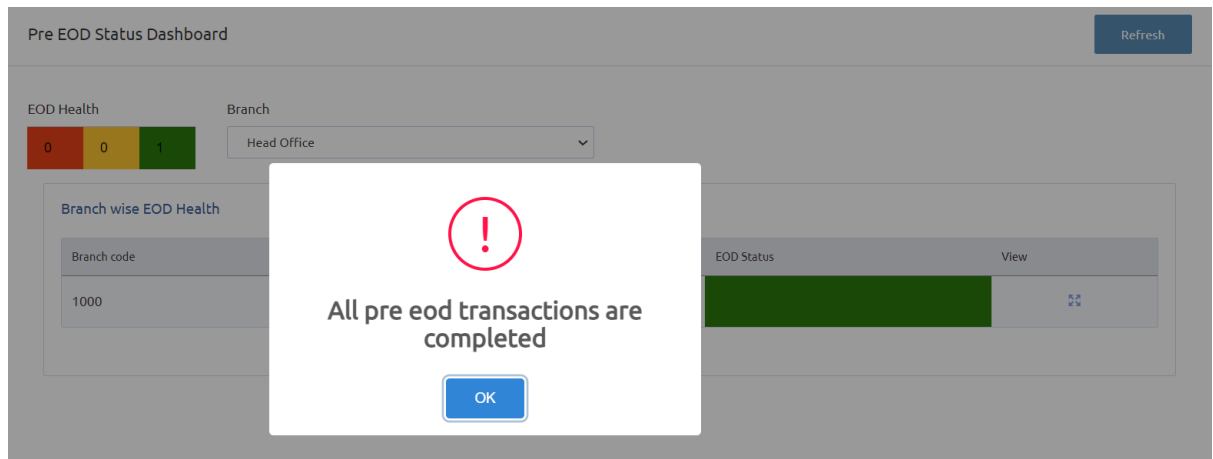 Pre EOD Status Dashboard
Refresh
EOD Health
Branch
0 0 1
Head Office
Branch wise EOD Health
Branch code
EOD Status
View
1000
!
All pre eod transactions are
completed
OK